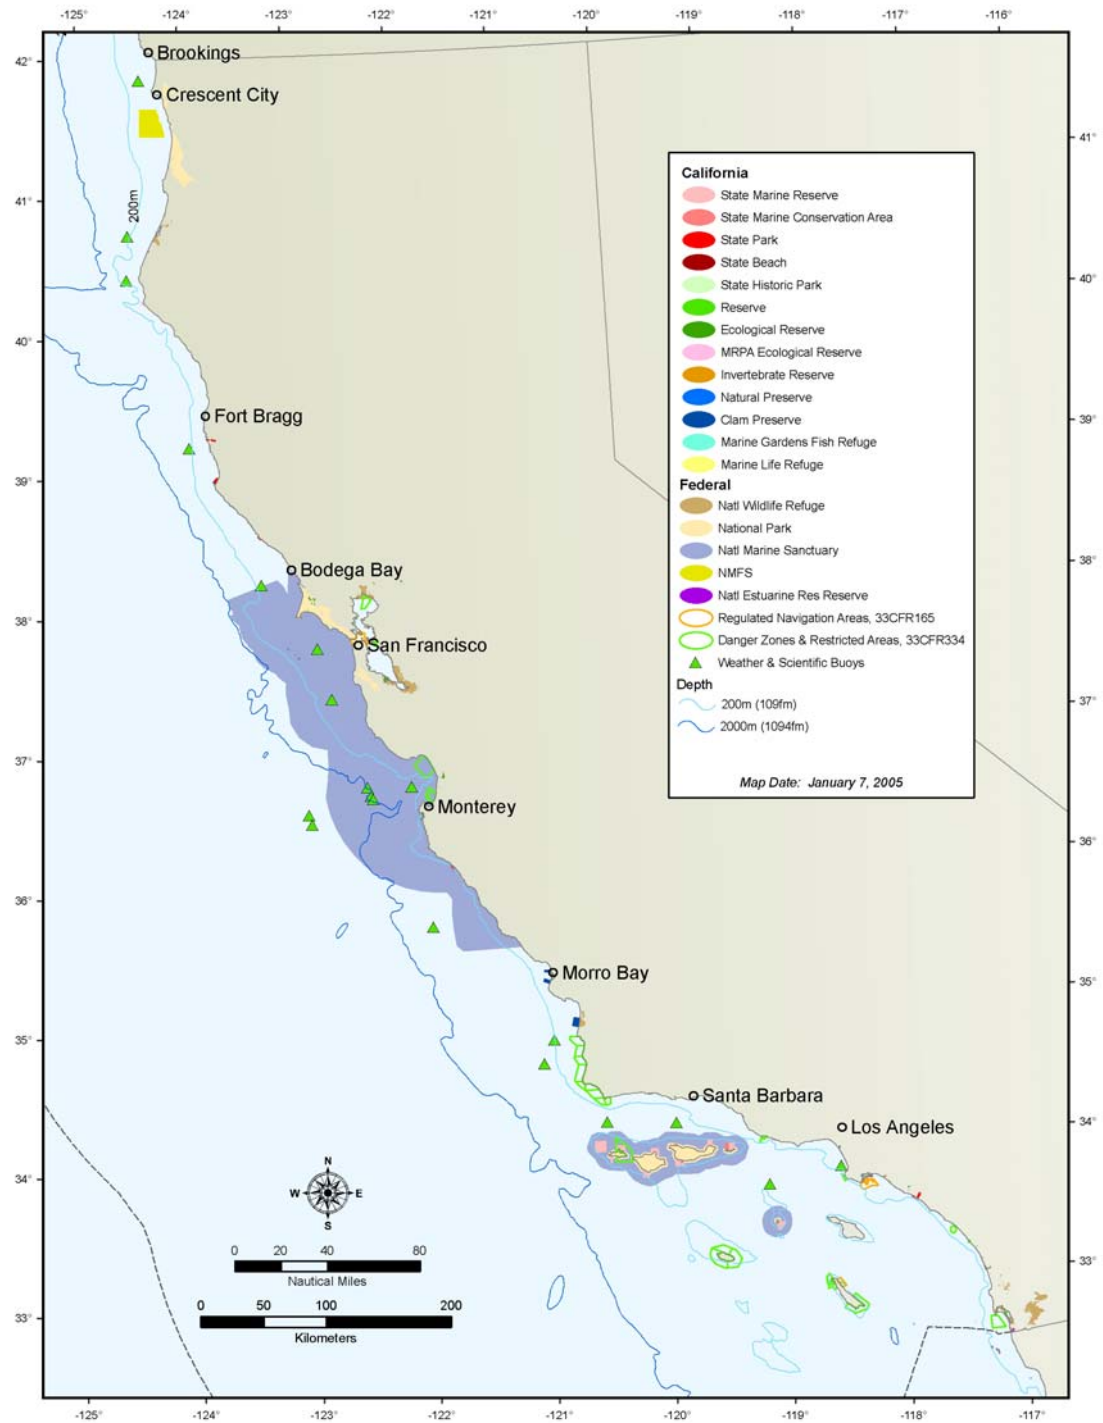 -125° -124° -123° -122° -121° -120° -119° -118° -117° -116°
42°
Brookings
Crescent City
41°
41°
200m
40°
40°
Fort Bragg
39°
39°
Bodega Bay
38°
38°
San Francisco
37°
37°
Monterey
36°
36°
Morro Bay
35°
35°
Santa Barbara
34°
Los Angeles
34°
33°
33°
California
State Marine Reserve
State Marine Conservation Area
State Park
State Beach
State Historic Park
Reserve
Ecological Reserve
MRPA Ecological Reserve
Invertebrate Reserve
Natural Preserve
Clam Preserve
Marine Gardens Fish Refuge
Marine Life Refuge
Federal
Natl Wildlife Refuge
National Park
Natl Marine Sanctuary
NMFS
Natl Estuarine Res Reserve
Regulated Navigation Areas, 33CFR165
Danger Zones & Restricted Areas, 33CFR334
Weather & Scientific Buoys
Depth
200m (109fm)
2000m (1094fm)
Map Date: January 7, 2005
N
W E
S
0 20 40 80
Nautical Miles
0 50 100 200
Kilometers
-125° -124° -123° -122° -121° -120° -119° -118° -117°